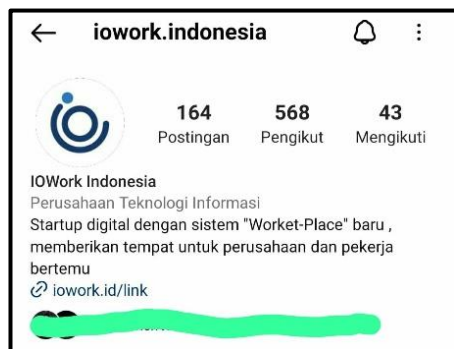 iowork.indonesia
164 568 43
Postingan Pengikut Mengikuti
IOWork Indonesia
Perusahaan Teknologi Informasi
Startup digital dengan sistem "Worket-Place" baru ,
memberikan tempat untuk perusahaan dan pekerja
bertemu
iowork.id/link